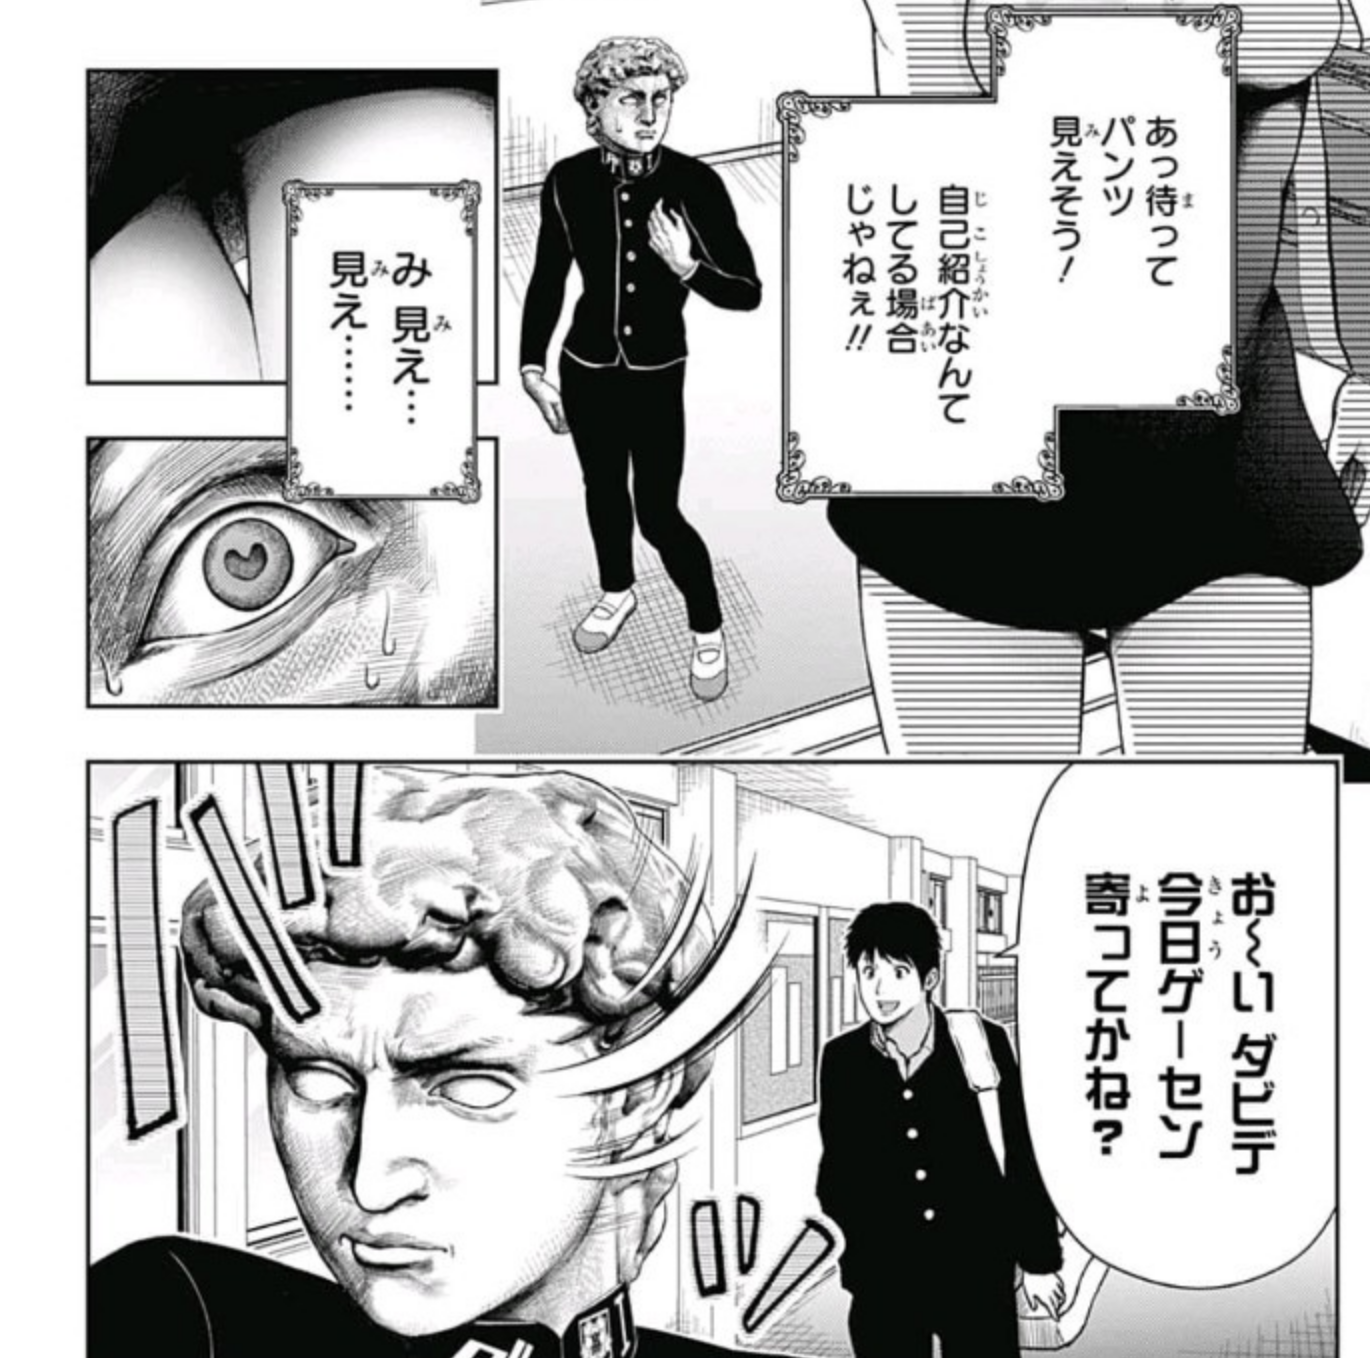 あっ待って
パンツ
見えそう!
自己紹介なんて
してる場合
じゃねぇ!!
み 見え…
見え……
お〜い ダビデ
今日ゲーセン
寄ってかね?